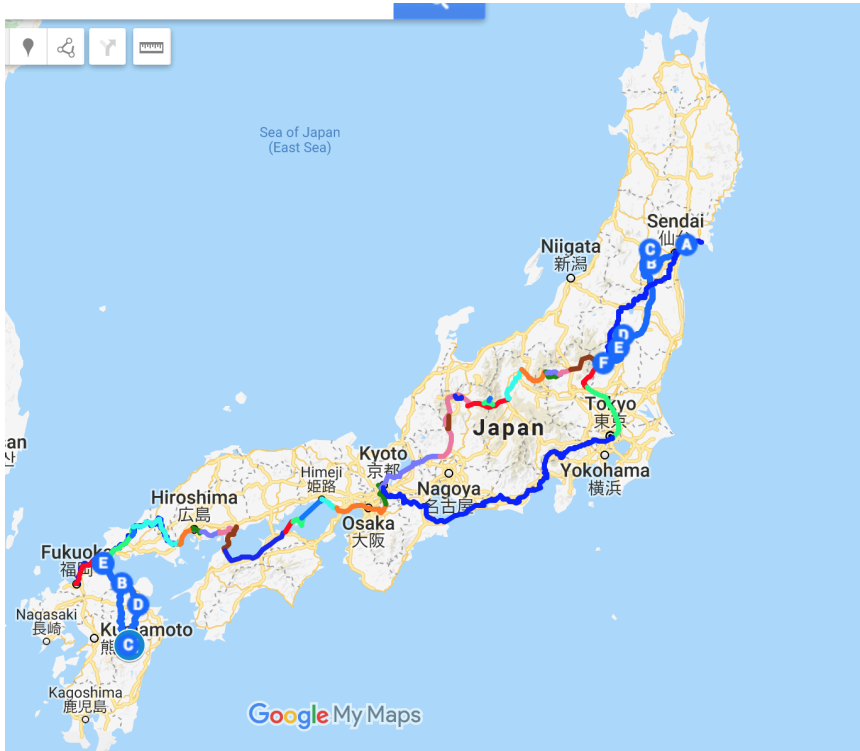 Sea of Japan
(East Sea)
Sendai
仙台
C
A
B
Niigata
新潟
D
E
F
Tokyo
東京
Japan
Kyoto
京都
Yokohama
横浜
Himeji
姫路
Nagoya
名古屋
Hiroshima
広島
Osaka
大阪
san
산
Fukuoka
福岡
E
B
D
Nagasaki
長崎
Kumamoto
熊
C
Kagoshima
鹿児島
Google My Maps